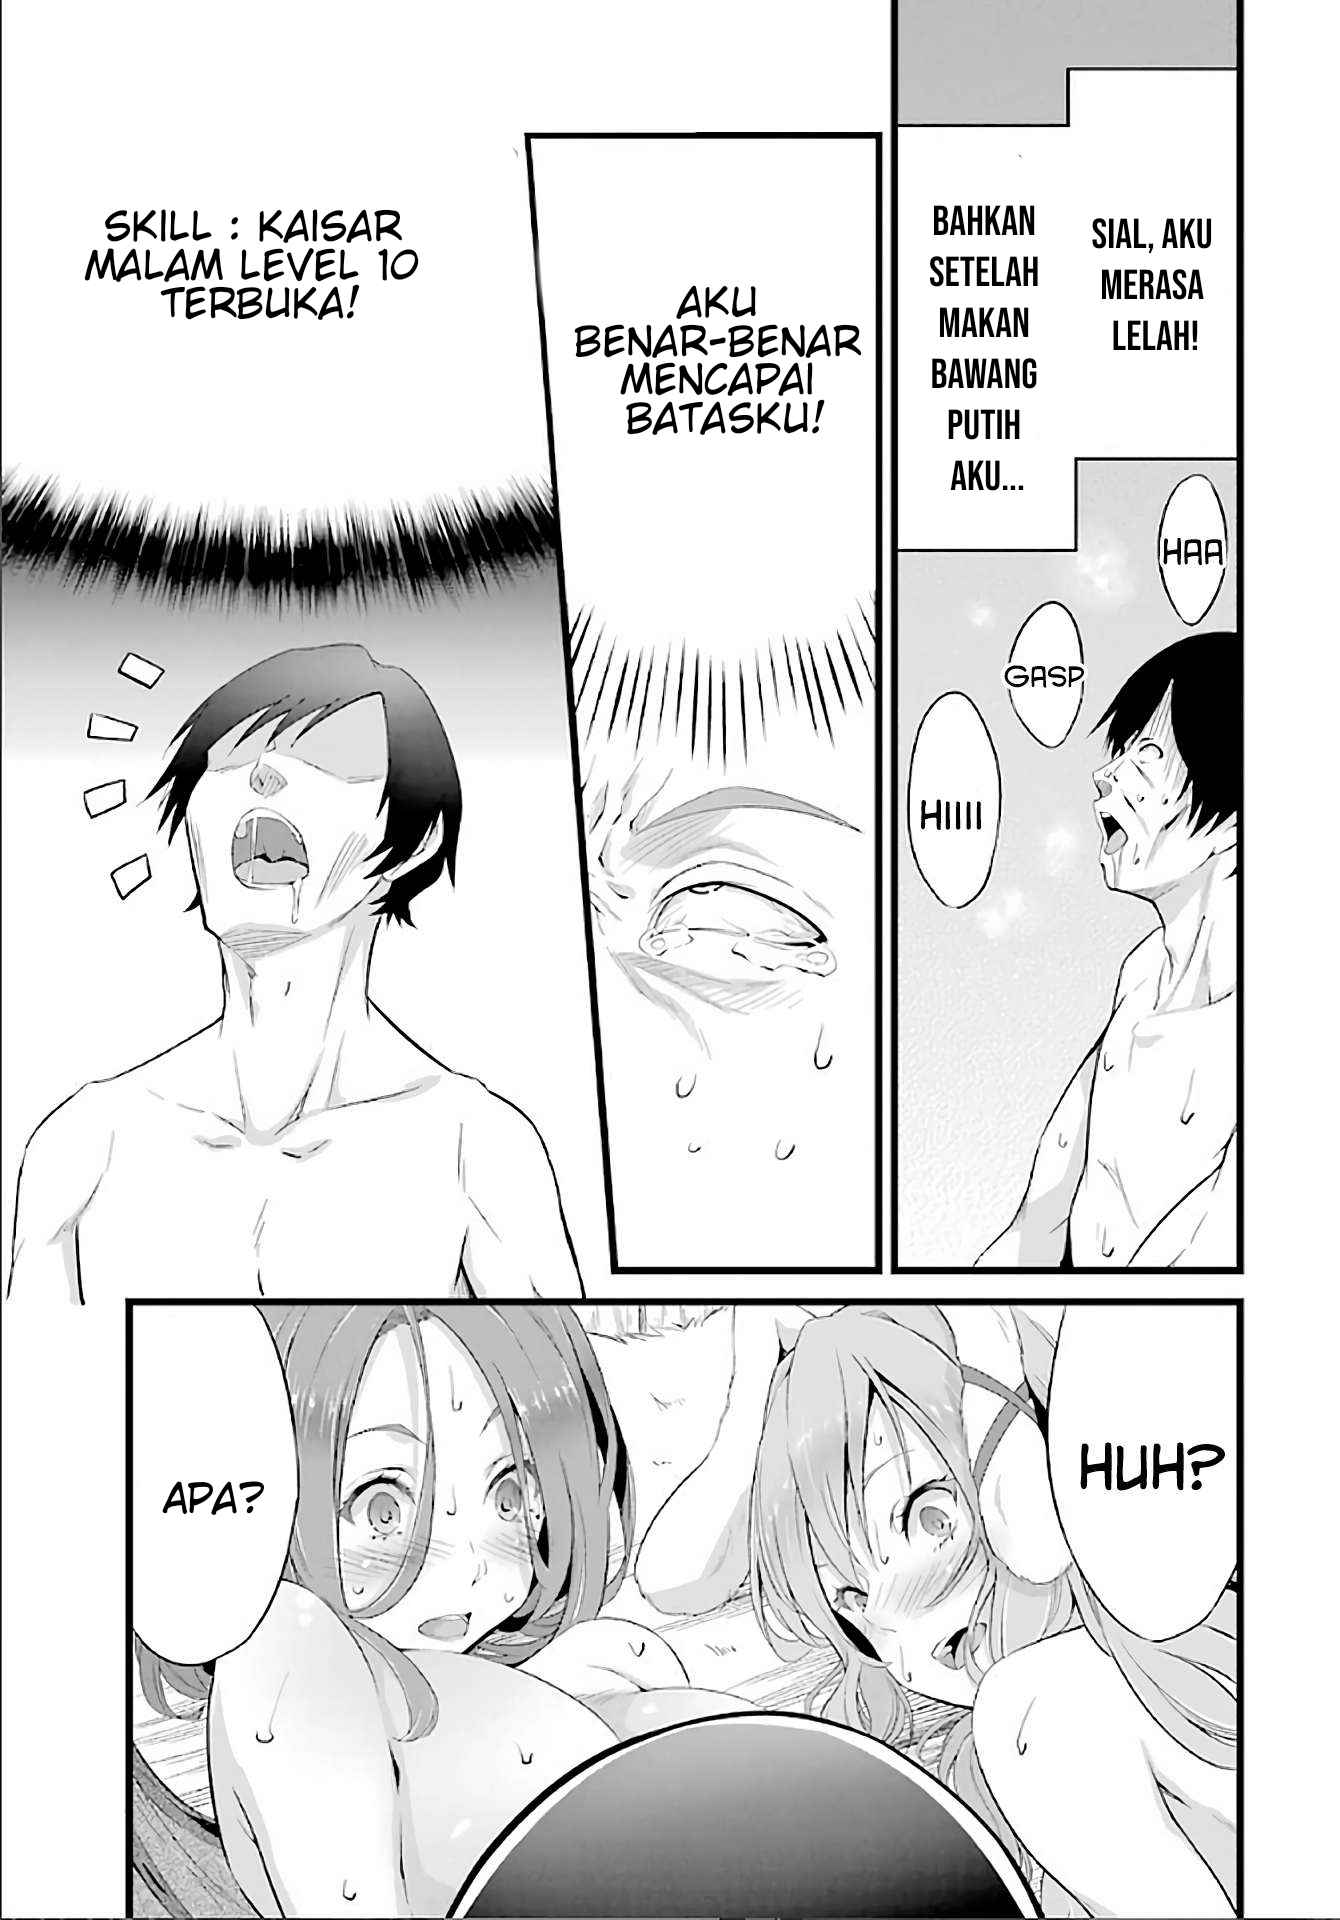 SIAL, AKU
MERASA
LELAH!
BAHKAN
SETELAH
MAKAN
BAWANG
PUTIH
AKU...
HAA
GASP
HIIII
AKU
BENAR-BENAR
MENCAPAI
BATASKU!
SKILL : KAISAR
MALAM LEVEL 10
TERBUKA!
HUH?
APA?